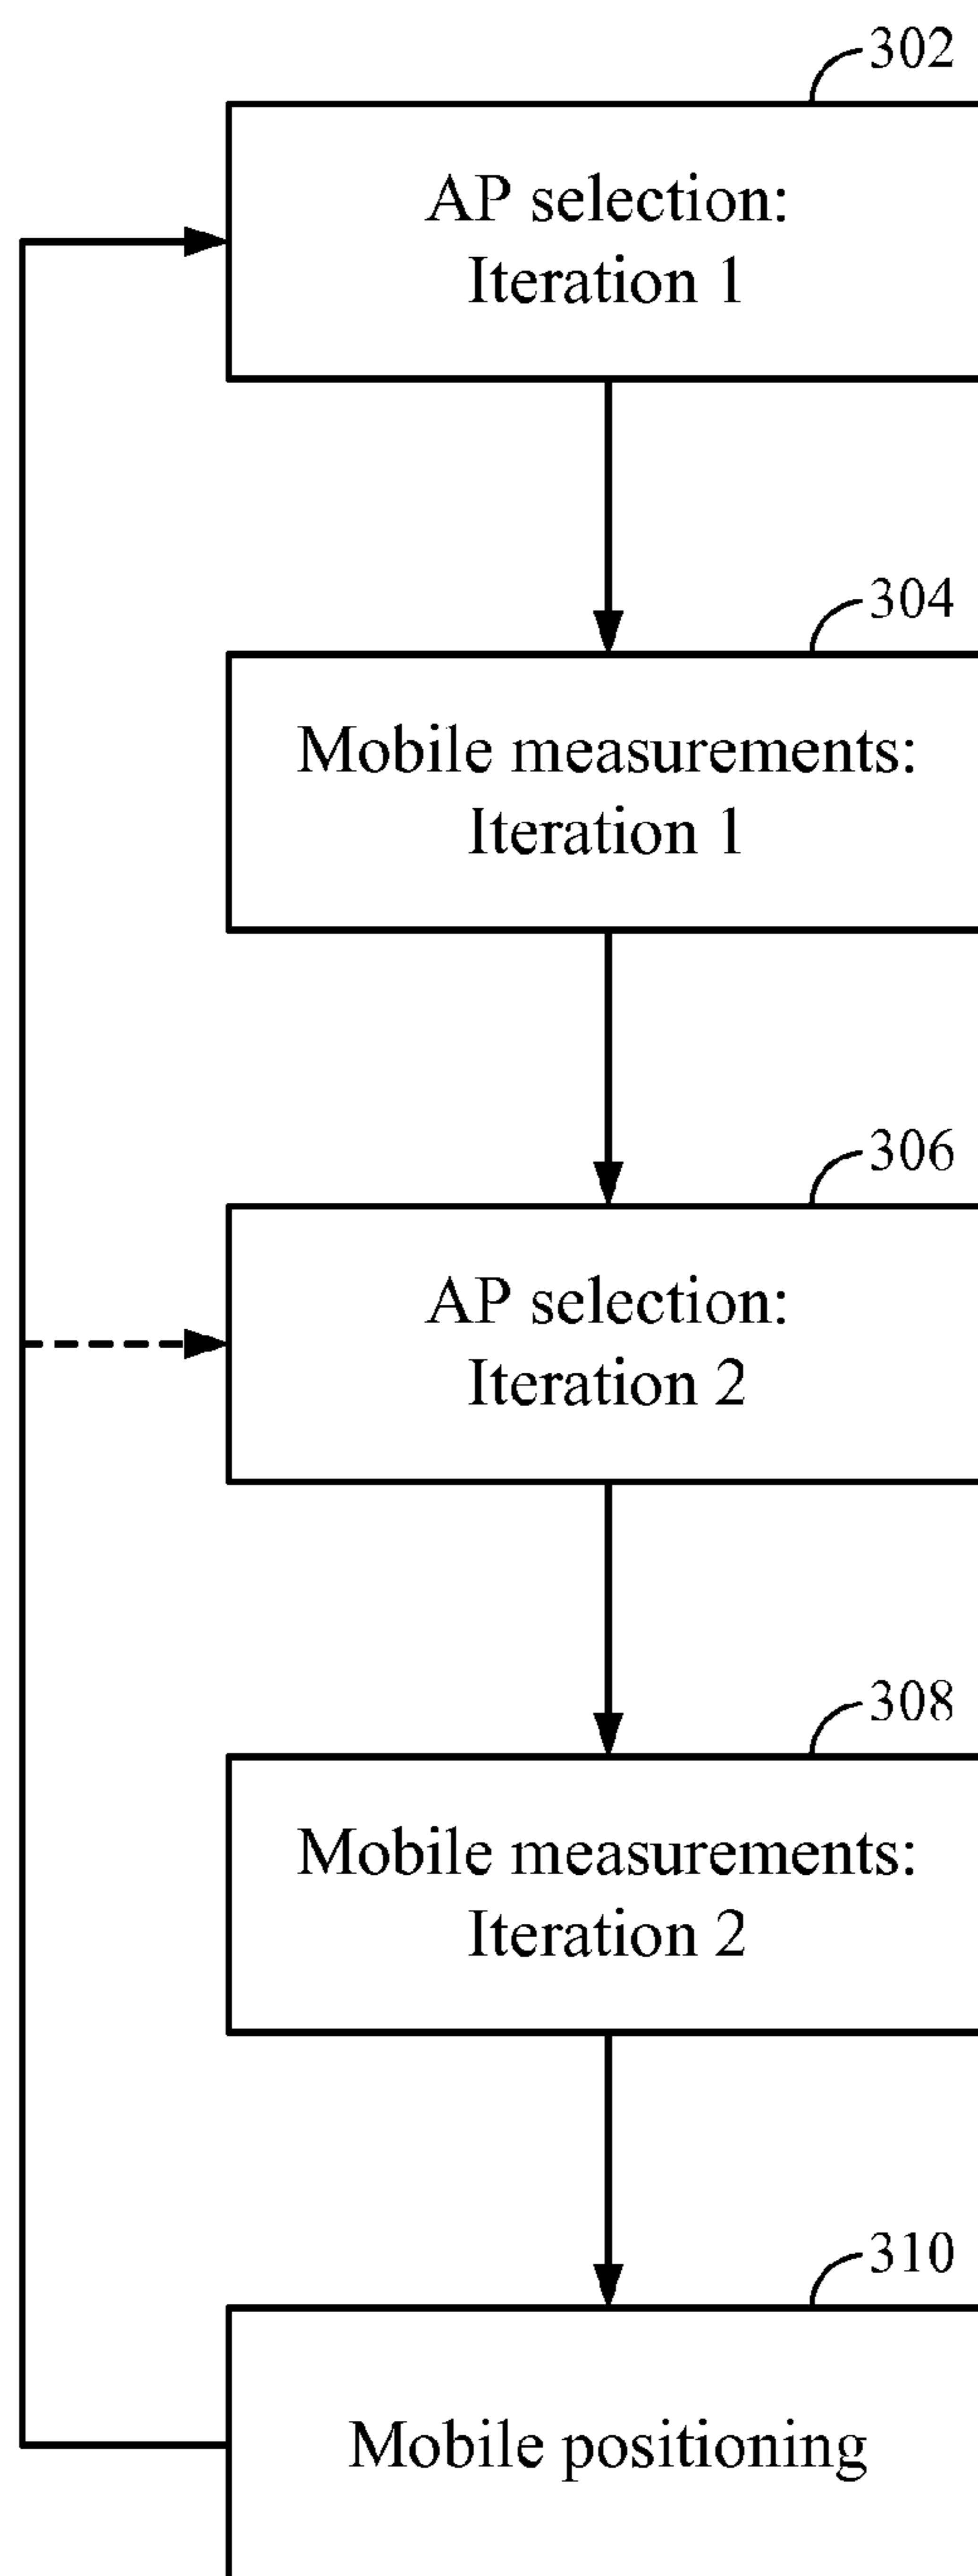 302
AP selection:
Iteration 1
304
Mobile measurements:
Iteration 1
306
AP selection:
Iteration 2
308
Mobile measurements:
Iteration 2
310
Mobile positioning